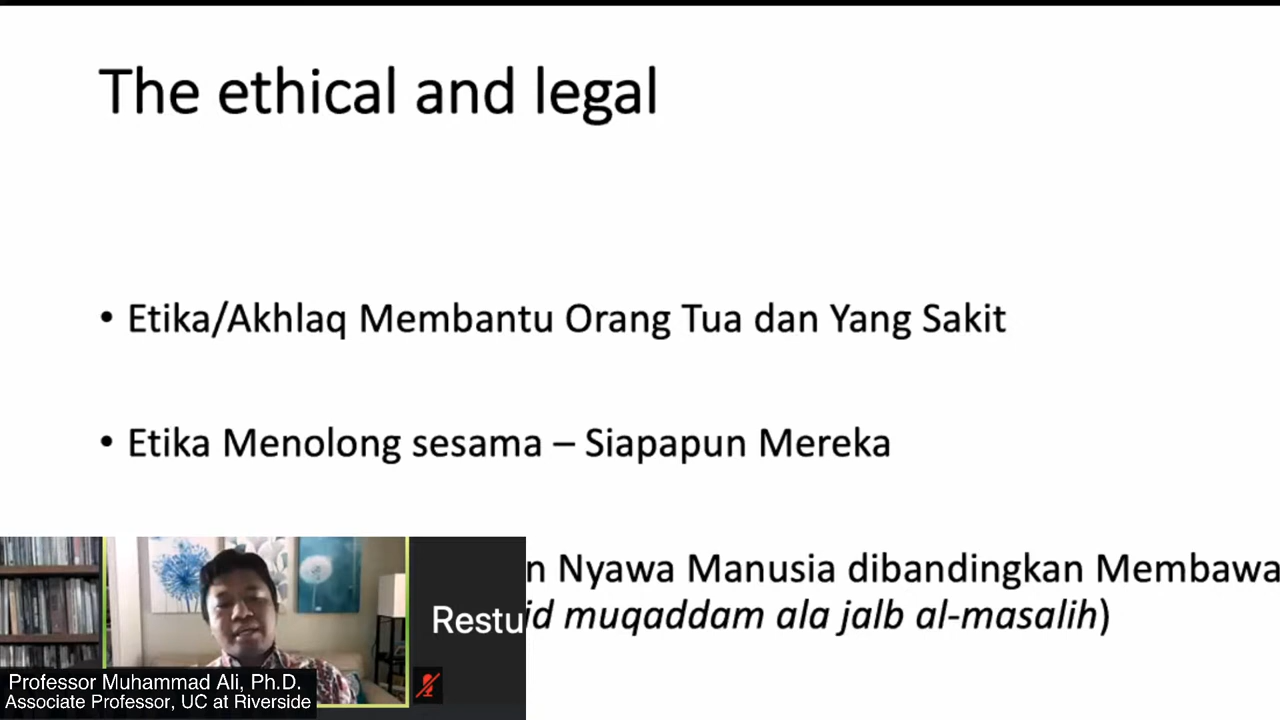 The ethical and legal
• Etika/Akhlaq Membantu Orang Tua dan Yang Sakit
• Etika Menolong sesama – Siapapun Mereka
n Nyawa Manusia dibandingkan Membawa
id muqaddam ala jalb al-masalih)
Restu
Professor Muhammad Ali, Ph.D.
Associate Professor, UC at Riverside